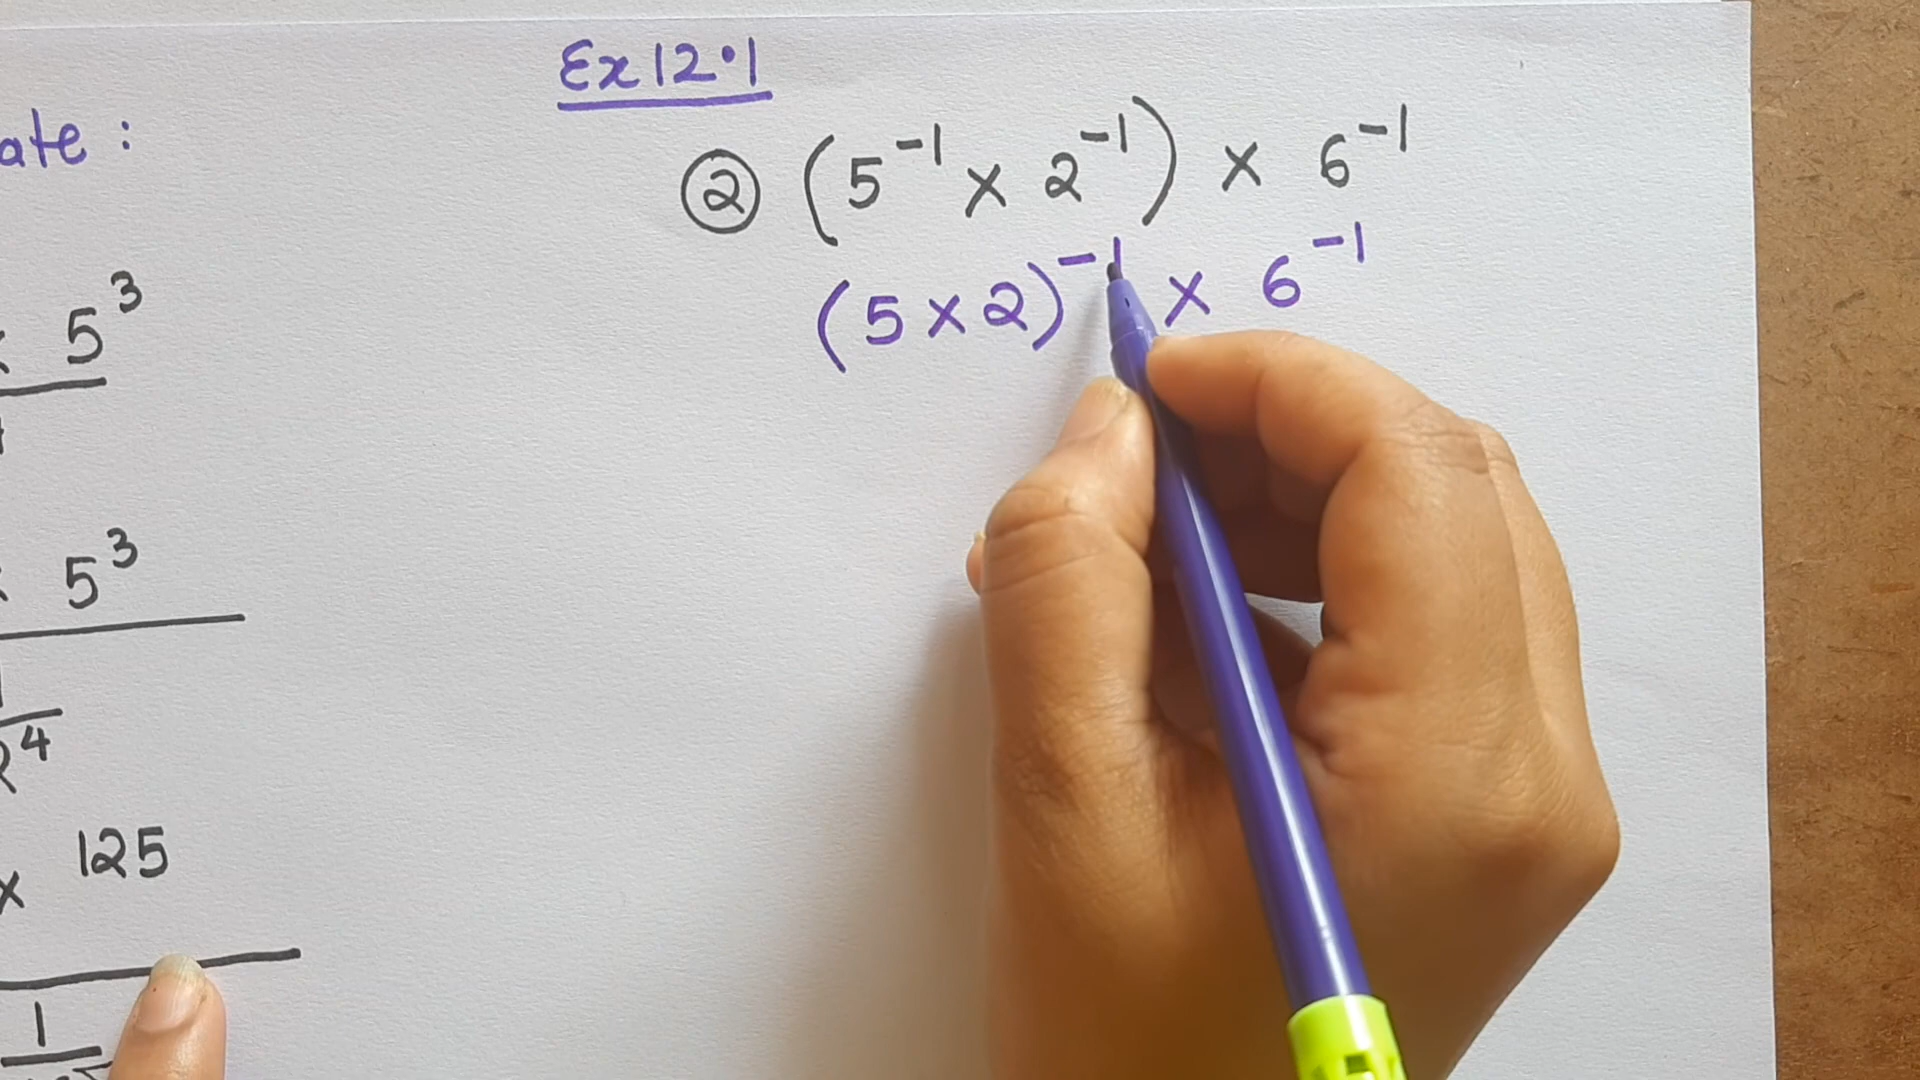 Ex 12.1
ate :
② (5⁻¹ × 2⁻¹) × 6⁻¹
(5 × 2)⁻¹ × 6⁻¹
5³
5³
2⁴
× 125
1